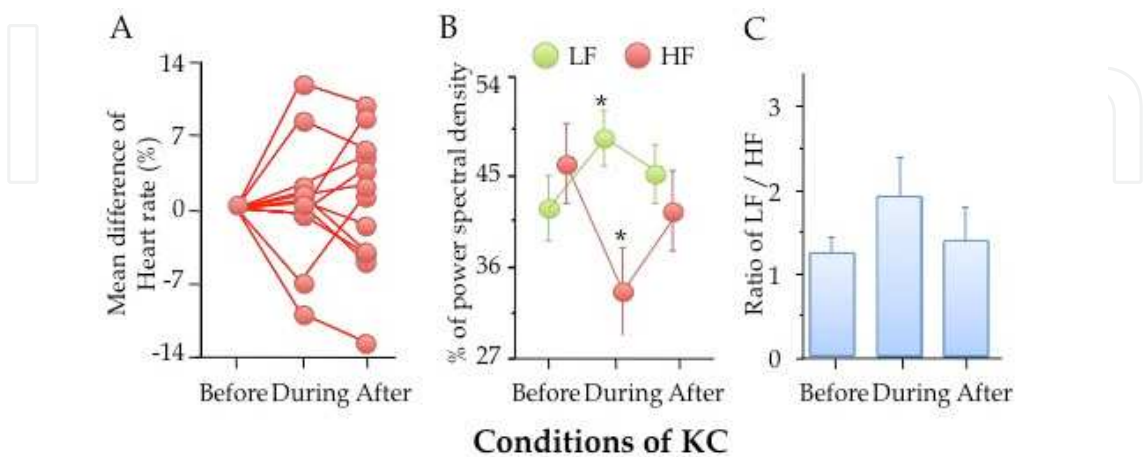 A
Mean difference of
Heart rate (%)
14
7
0
-7
-14
Before During After
B
LF HF
% of power spectral density
54
45
36
27
*
*
Before During After
C
Ratio of LF / HF
3
2
1
0
Before During After
Conditions of KC